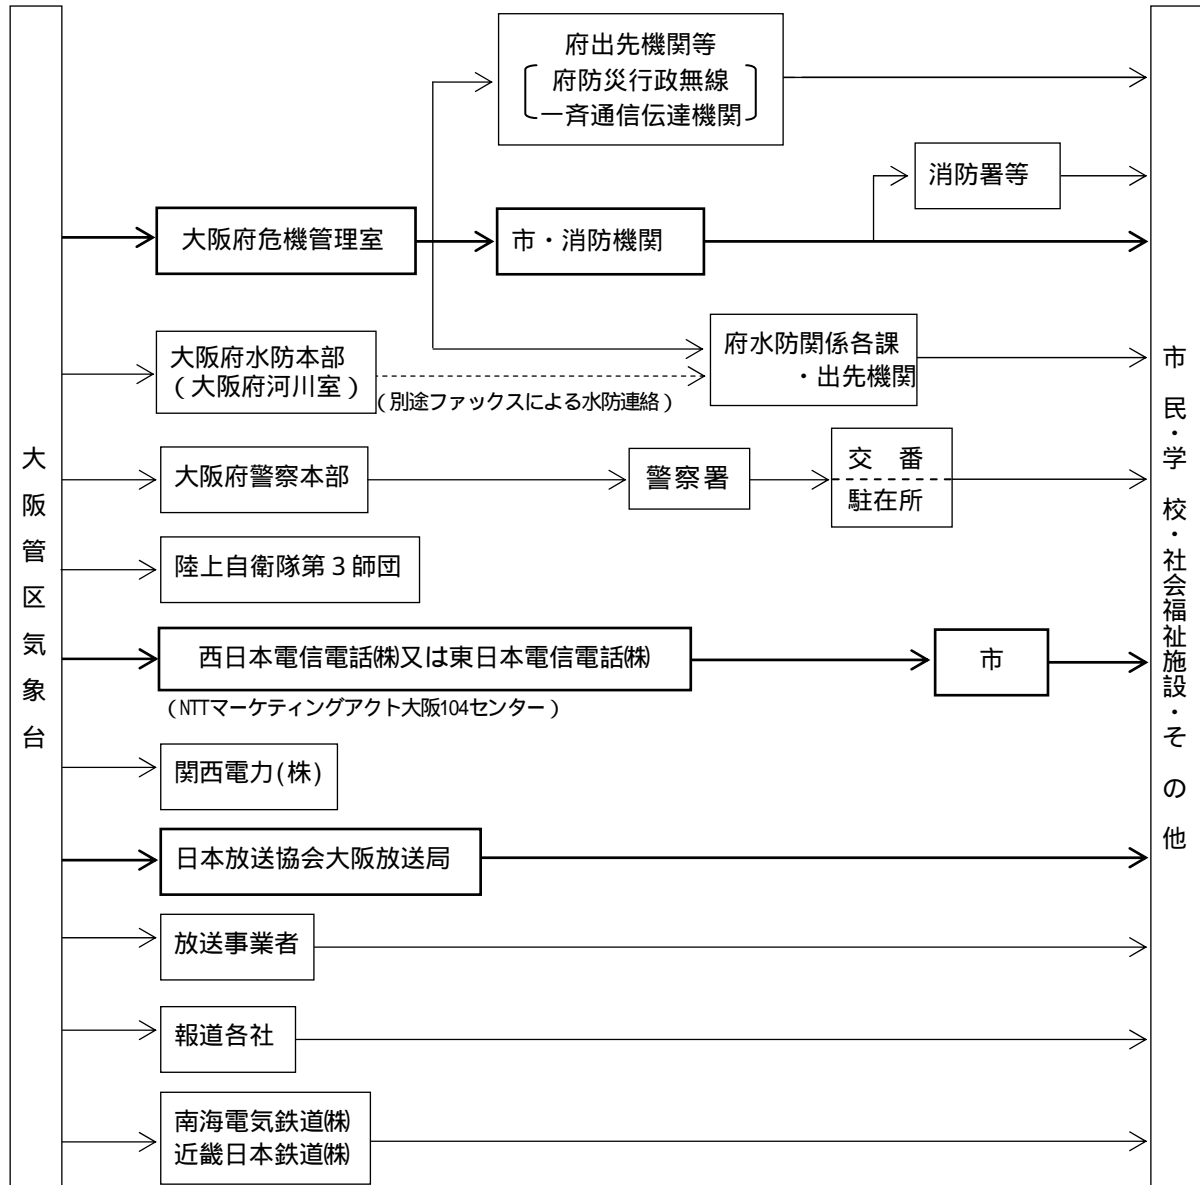 大阪管区気象台
府出先機関等
府防災行政無線
一斉通信伝達機関
消防署等
大阪府危機管理室
市・消防機関
大阪府水防本部
(大阪府河川室)
(別途ファックスによる水防連絡)
府水防関係各課
・出先機関
大阪府警察本部
警察署
交 番
駐在所
陸上自衛隊第3師団
西日本電信電話㈱又は東日本電信電話㈱
(NTTマーケティングアクト大阪104センター)
市
関西電力(株)
日本放送協会大阪放送局
放送事業者
報道各社
南海電気鉄道㈱
近畿日本鉄道㈱
市民・学校・社会福祉施設・その他